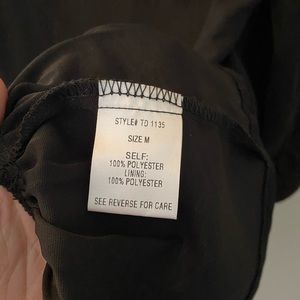 STYLE# TD 1135
SIZE M
SELF:
100% POLYESTER
LINING:
100% POLYESTER
SEE REVERSE FOR CARE